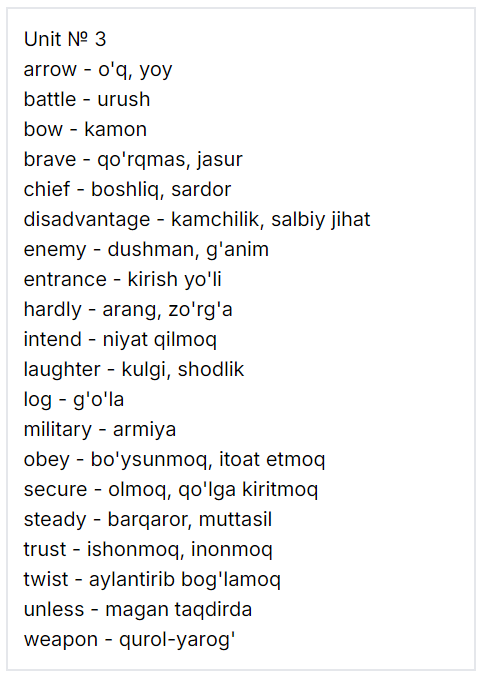 Unit № 3
arrow - o'q, yoy
battle - urush
bow - kamon
brave - qo'rqmas, jasur
chief - boshliq, sardor
disadvantage - kamchilik, salbiy jihat
enemy - dushman, g'anim
entrance - kirish yo'li
hardly - arang, zo'rg'a
intend - niyat qilmoq
laughter - kulgi, shodlik
log - g'o'la
military - armiya
obey - bo'ysunmoq, itoat etmoq
secure - olmoq, qo'lga kiritmoq
steady - barqaror, muttasil
trust - ishonmoq, inonmoq
twist - aylantirib bog'lamoq
unless - magan taqdirda
weapon - qurol-yarog'